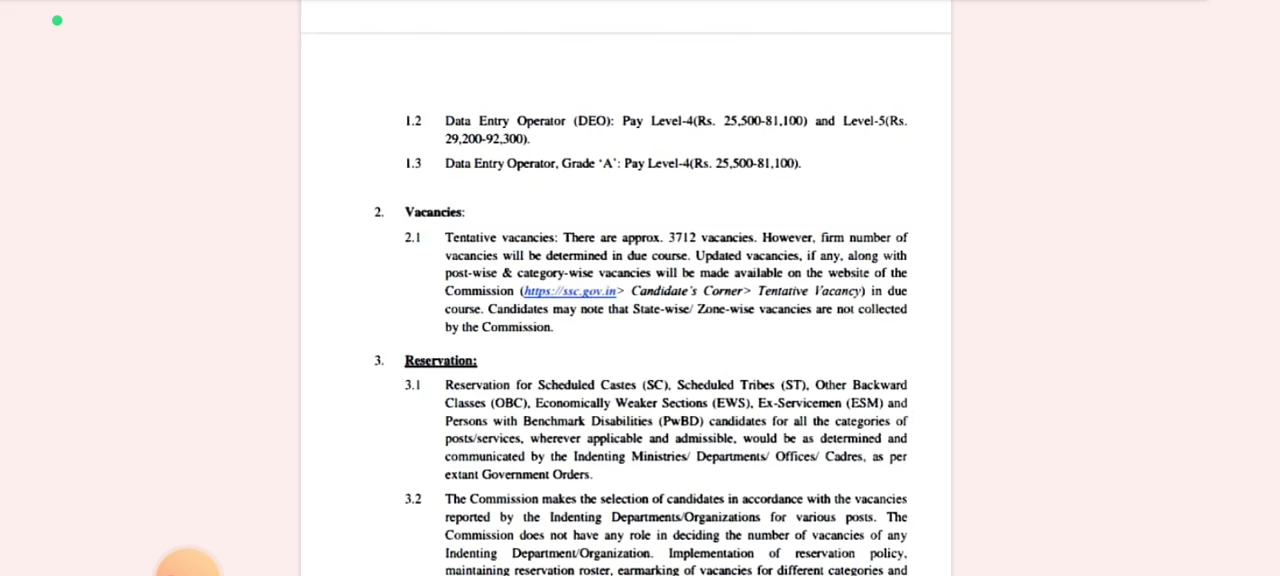 1.2 Data Entry Operator (DEO): Pay Level-4(Rs. 25,500-81,100) and Level-5(Rs.
29,200-92,300).
1.3 Data Entry Operator, Grade 'A': Pay Level-4(Rs. 25,500-81,100).
2. Vacancies:
2.1 Tentative vacancies: There are approx. 3712 vacancies. However, firm number of
vacancies will be determined in due course. Updated vacancies, if any, along with
post-wise & category-wise vacancies will be made available on the website of the
Commission (https://ssc.gov.in> Candidate's Corner> Tentative Vacancy) in due
course. Candidates may note that State-wise/ Zone-wise vacancies are not collected
by the Commission.
3. Reservation:
3.1 Reservation for Scheduled Castes (SC), Scheduled Tribes (ST), Other Backward
Classes (OBC), Economically Weaker Sections (EWS), Ex-Servicemen (ESM) and
Persons with Benchmark Disabilities (PwBD) candidates for all the categories of
posts/services, wherever applicable and admissible, would be as determined and
communicated by the Indenting Ministries/ Departments/ Offices/ Cadres, as per
extant Government Orders.
3.2 The Commission makes the selection of candidates in accordance with the vacancies
reported by the Indenting Departments/Organizations for various posts. The
Commission does not have any role in deciding the number of vacancies of any
Indenting Department/Organization. Implementation of reservation policy,
maintaining reservation roster, earmarking of vacancies for different categories and